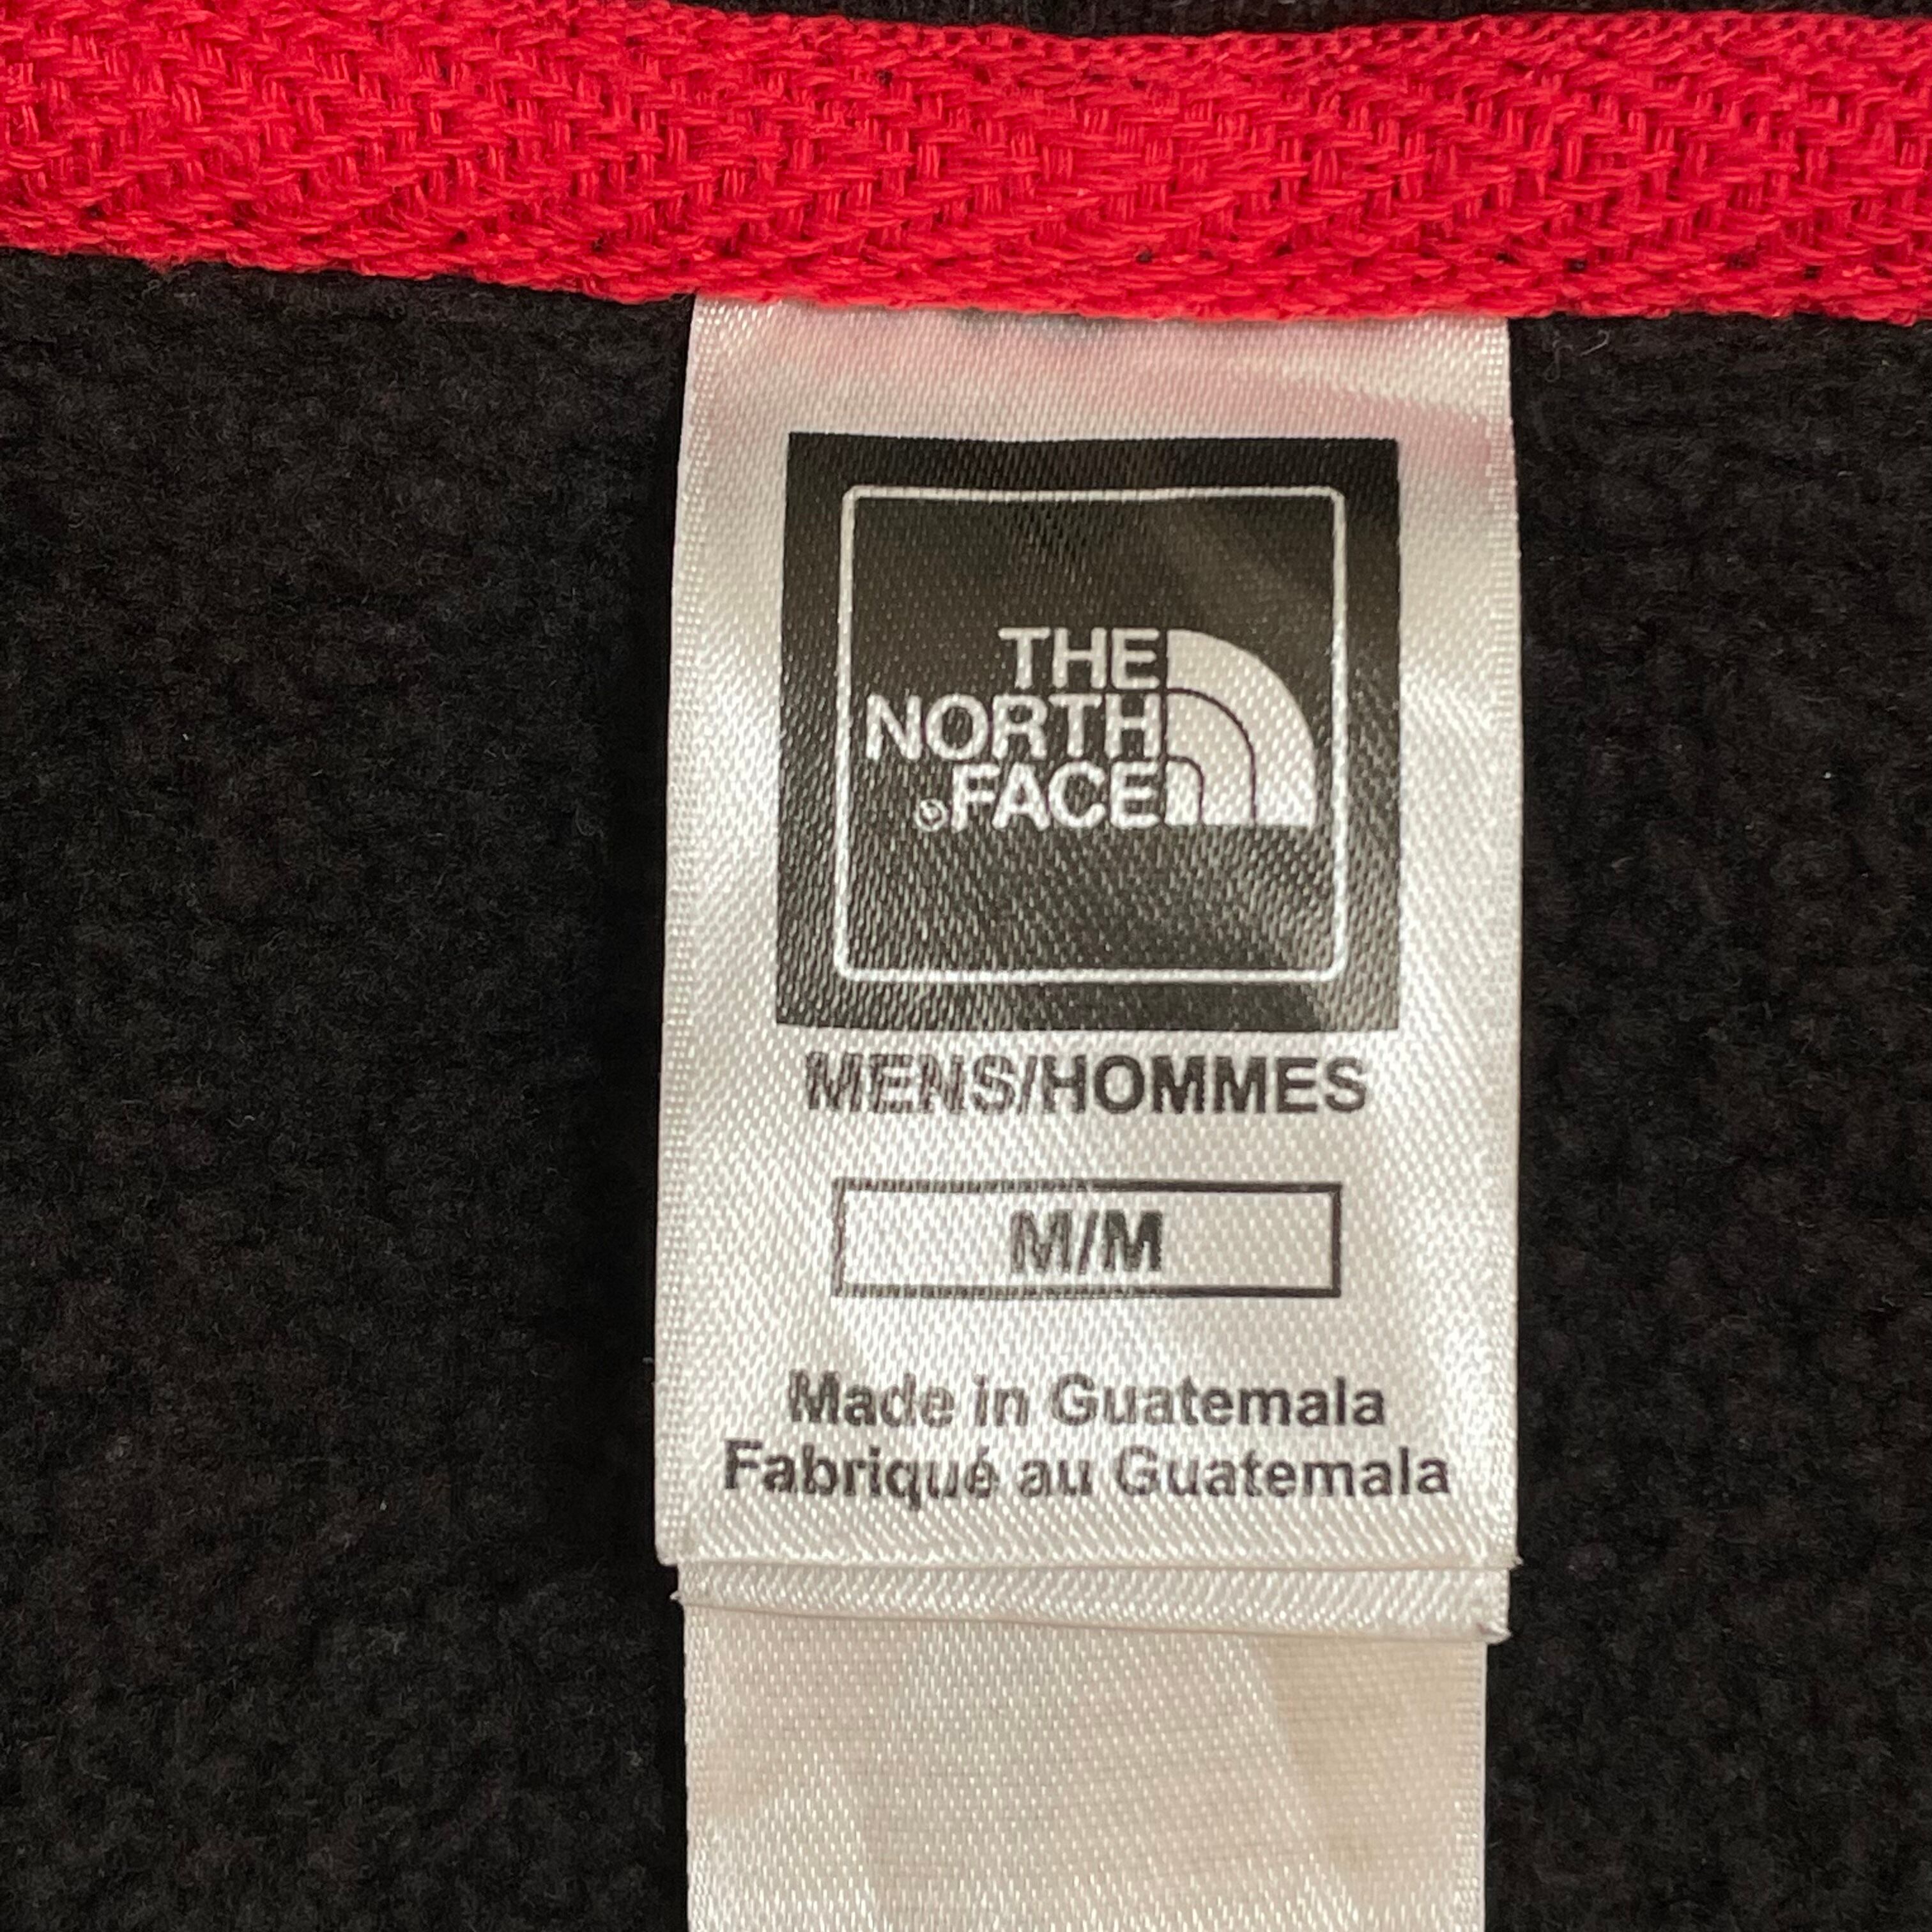 THE
NORTH
®FACE
MENS/HOMMES
M/M
Made in Guatemala
Fabriqué au Guatemala